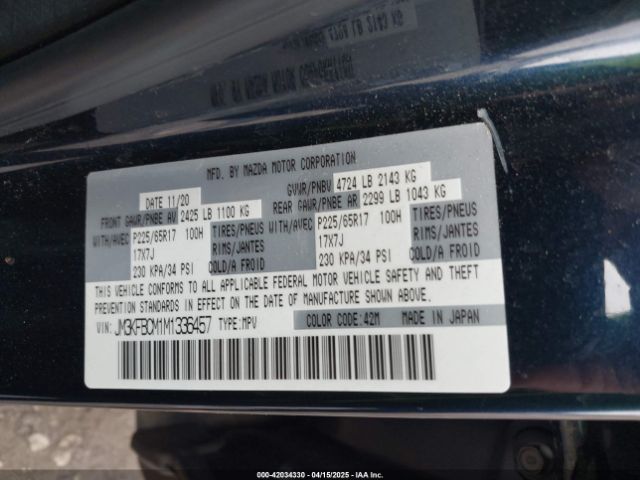 MFD. BY MAZDA MOTOR CORPORATION
DATE 11/20 GVWR/PNBV 4724 LB 2143 KG
FRONT GAWR/PNBE AV 2425 LB 1100 KG REAR GAWR/PNBE AR 2299 LB 1043 KG
WITH/AVEC P225/65R17 100H TIRES/PNEUS WITH/AVEC P225/65R17 100H TIRES/PNEUS
17X7J RIMS/JANTES 17X7J RIMS/JANTES
230 KPA/34 PSI COLD/A FROID 230 KPA/34 PSI COLD/A FROID
THIS VEHICLE CONFORMS TO ALL APPLICABLE FEDERAL MOTOR VEHICLE SAFETY AND THEFT
PREVENTION STANDARDS IN EFFECT ON THE DATE OF MANUFACTURE SHOWN ABOVE.
VIN: JM3KFBCM1M1336457 TYPE: MPV COLOR CODE: 42M MADE IN JAPAN
000-42034330 - 04/15/2025 - IAA Inc.